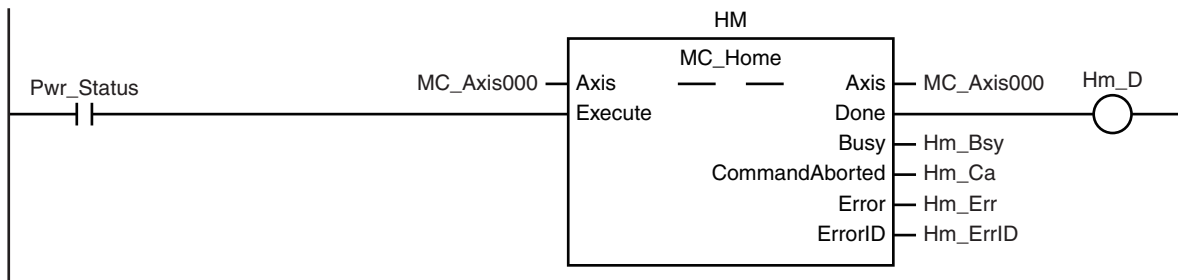 HM
MC_Home
Pwr_Status
MC_Axis000 Axis Axis MC_Axis000 Hm_D
Execute Done
Busy Hm_Bsy
CommandAborted Hm_Ca
Error Hm_Err
ErrorID Hm_ErrID